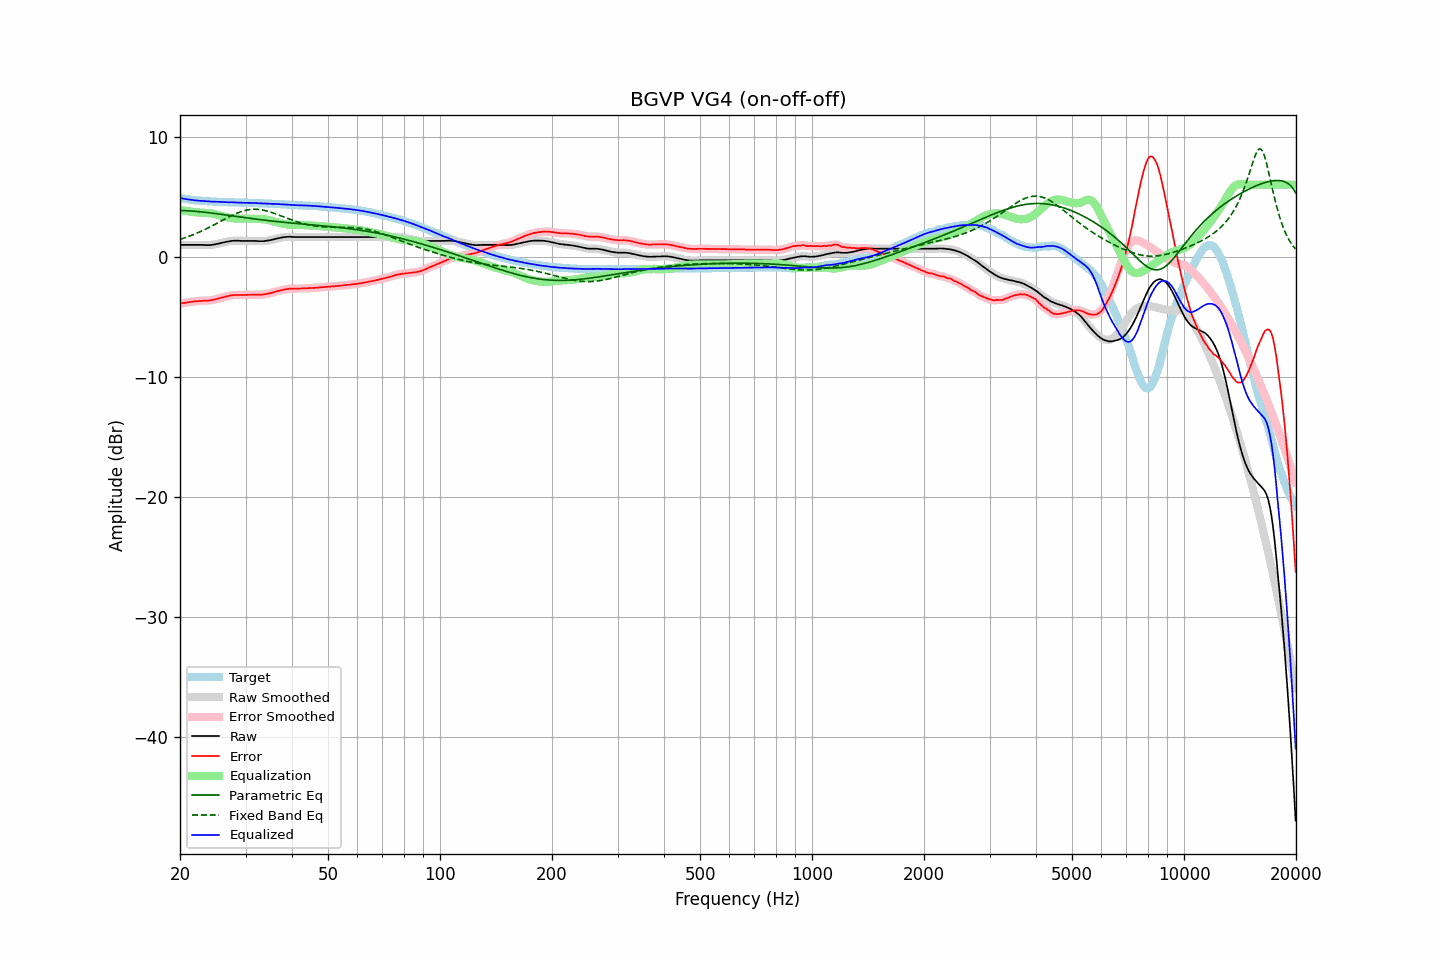 BGVP VG4 (on-off-off)
Amplitude (dBr)
10
0
−10
−20
−30
−40
Target
Raw Smoothed
Error Smoothed
Raw
Error
Equalization
Parametric Eq
Fixed Band Eq
Equalized
20 50 100 200 500 1000 2000 5000 10000 20000
Frequency (Hz)